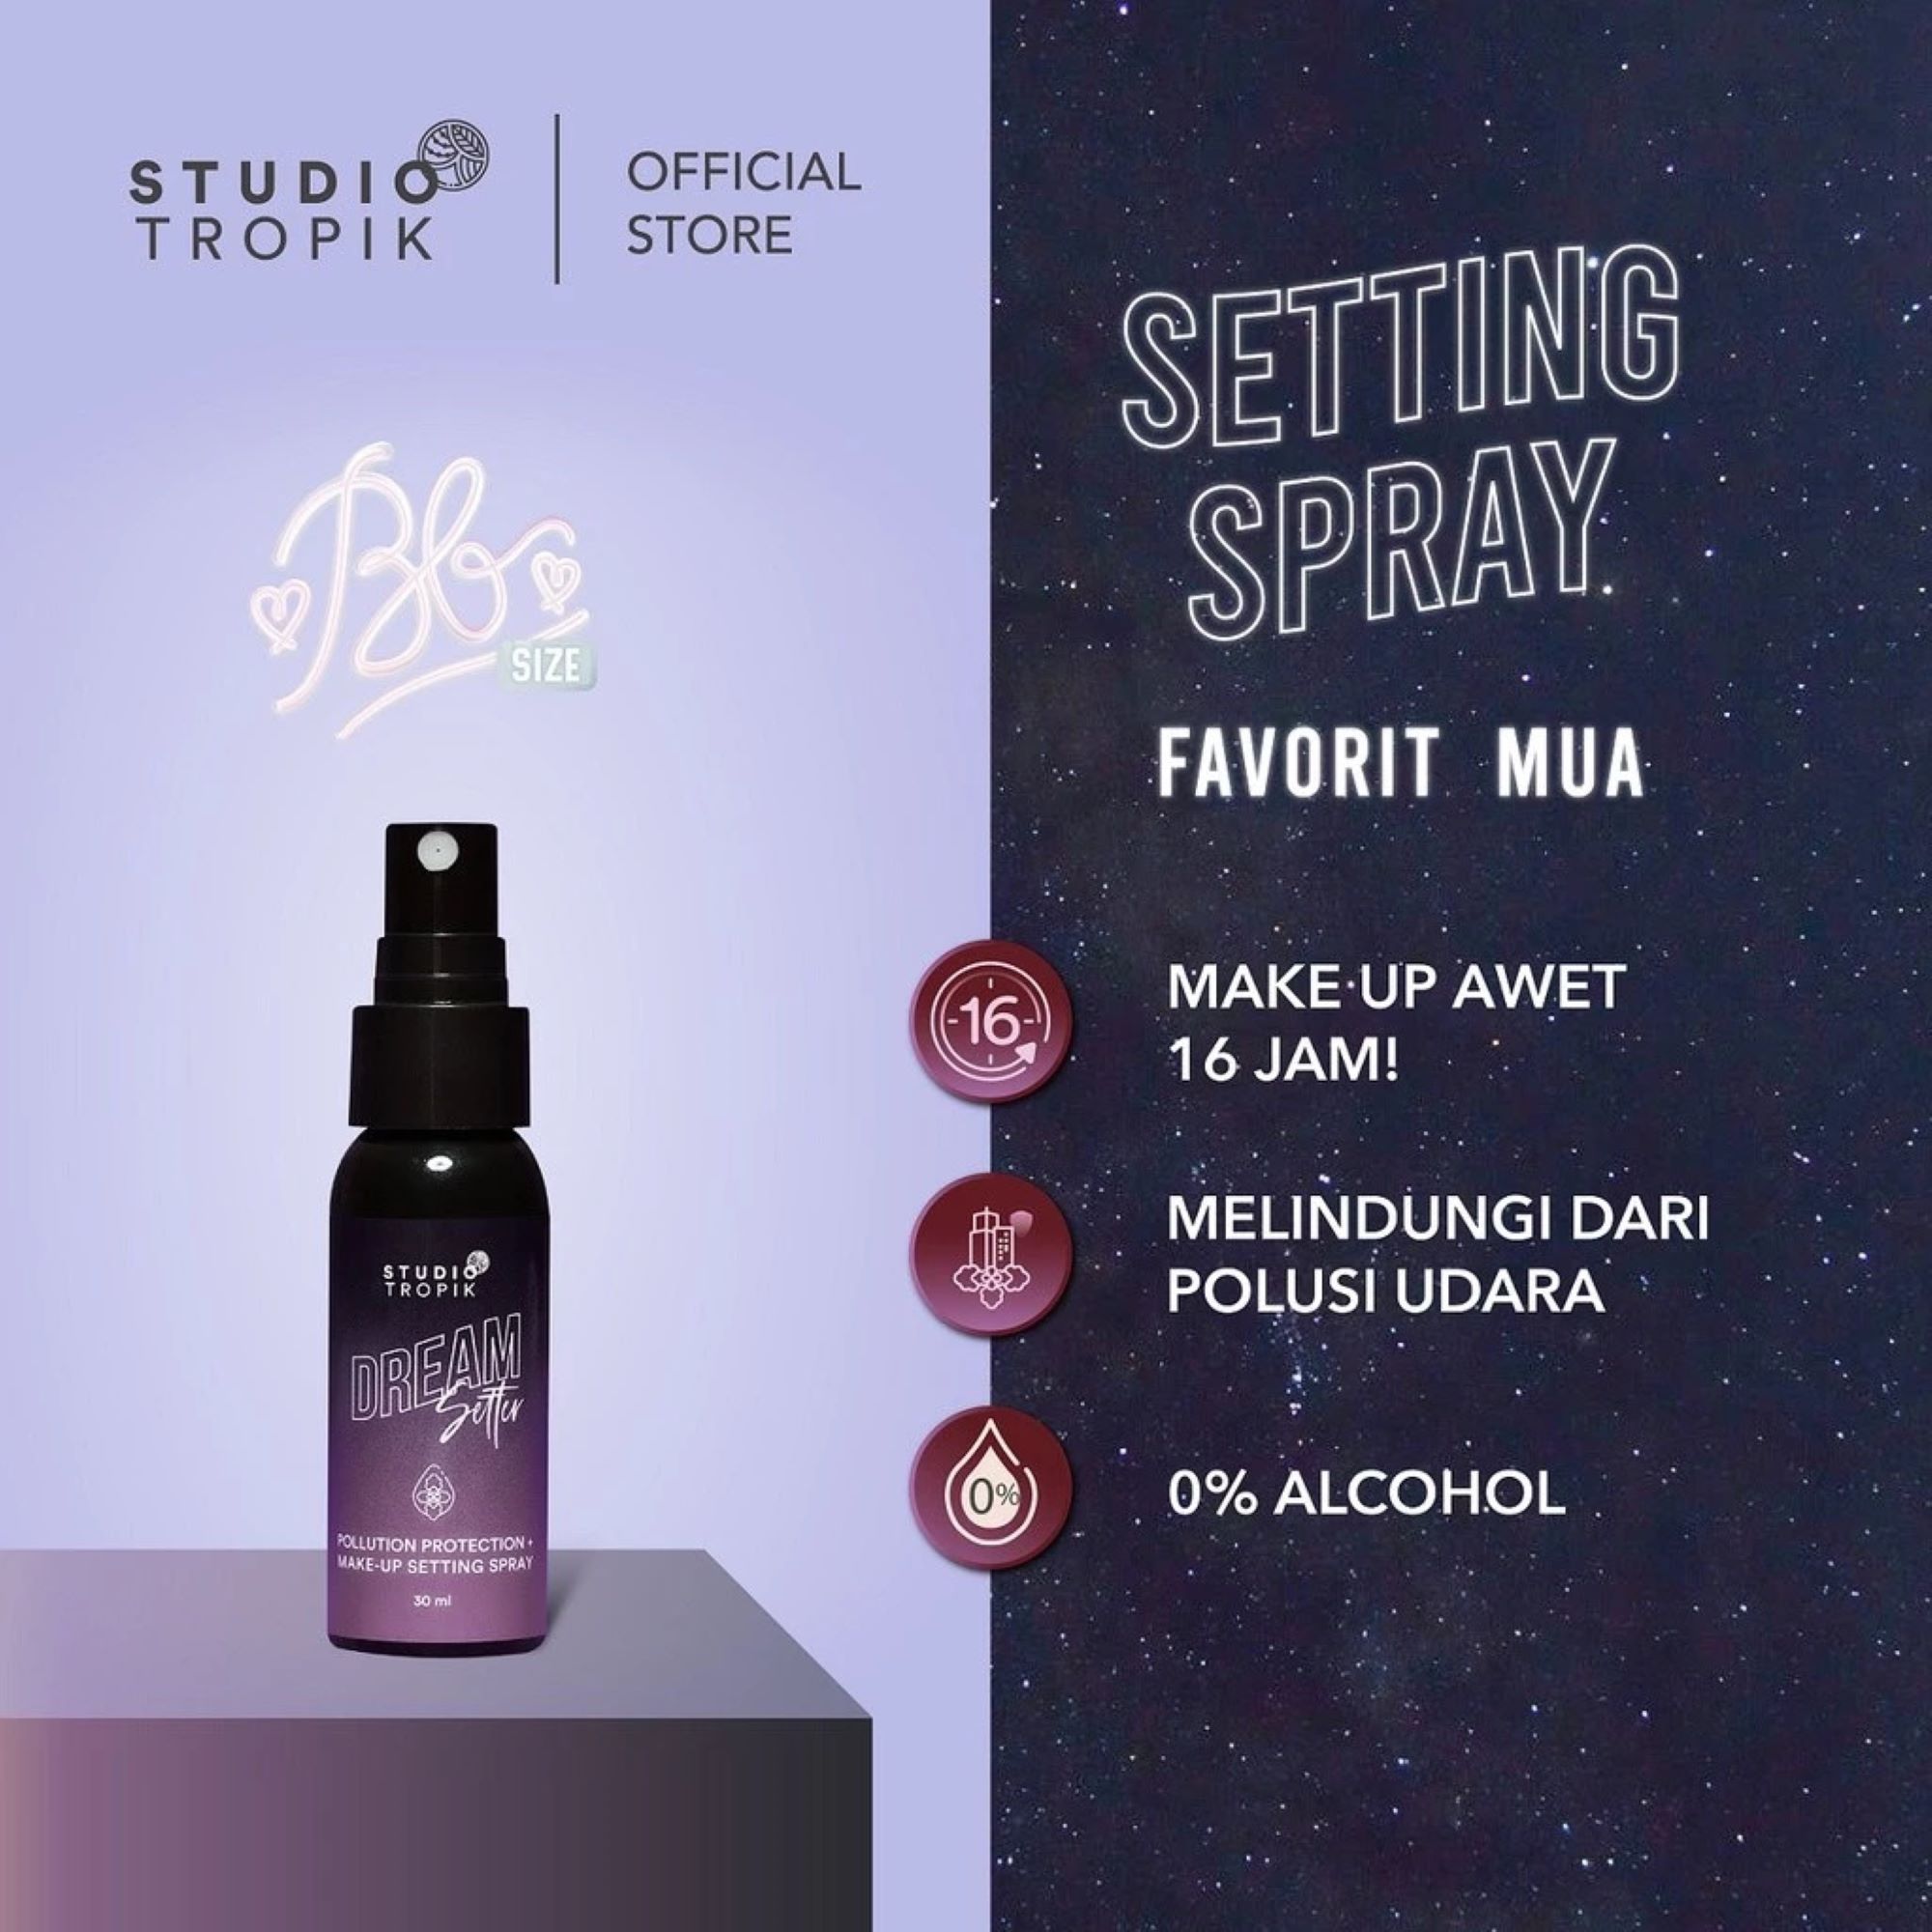 STUDIO
TROPIK
OFFICIAL
STORE
Bb
SIZE
STUDIO
TROPIK
DREAM
Setter
POLLUTION PROTECTION +
MAKE-UP SETTING SPRAY
30 ml
SETTING
SPRAY
FAVORIT MUA
16
MAKE UP AWET
16 JAM!
MELINDUNGI DARI
POLUSI UDARA
0%
0% ALCOHOL